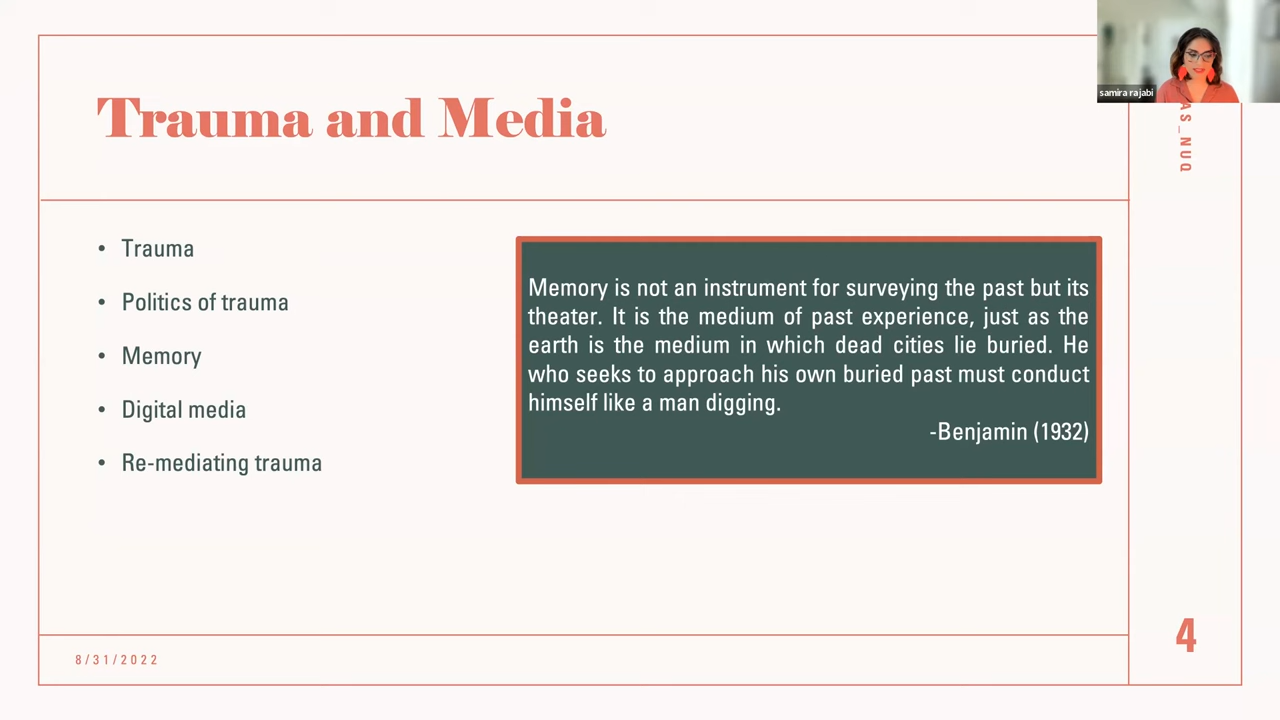 samira rajabi
Trauma and Media
AS_NUQ
• Trauma
• Politics of trauma
• Memory
• Digital media
• Re-mediating trauma
Memory is not an instrument for surveying the past but its
theater. It is the medium of past experience, just as the
earth is the medium in which dead cities lie buried. He
who seeks to approach his own buried past must conduct
himself like a man digging.
-Benjamin (1932)
8/31/2022
4